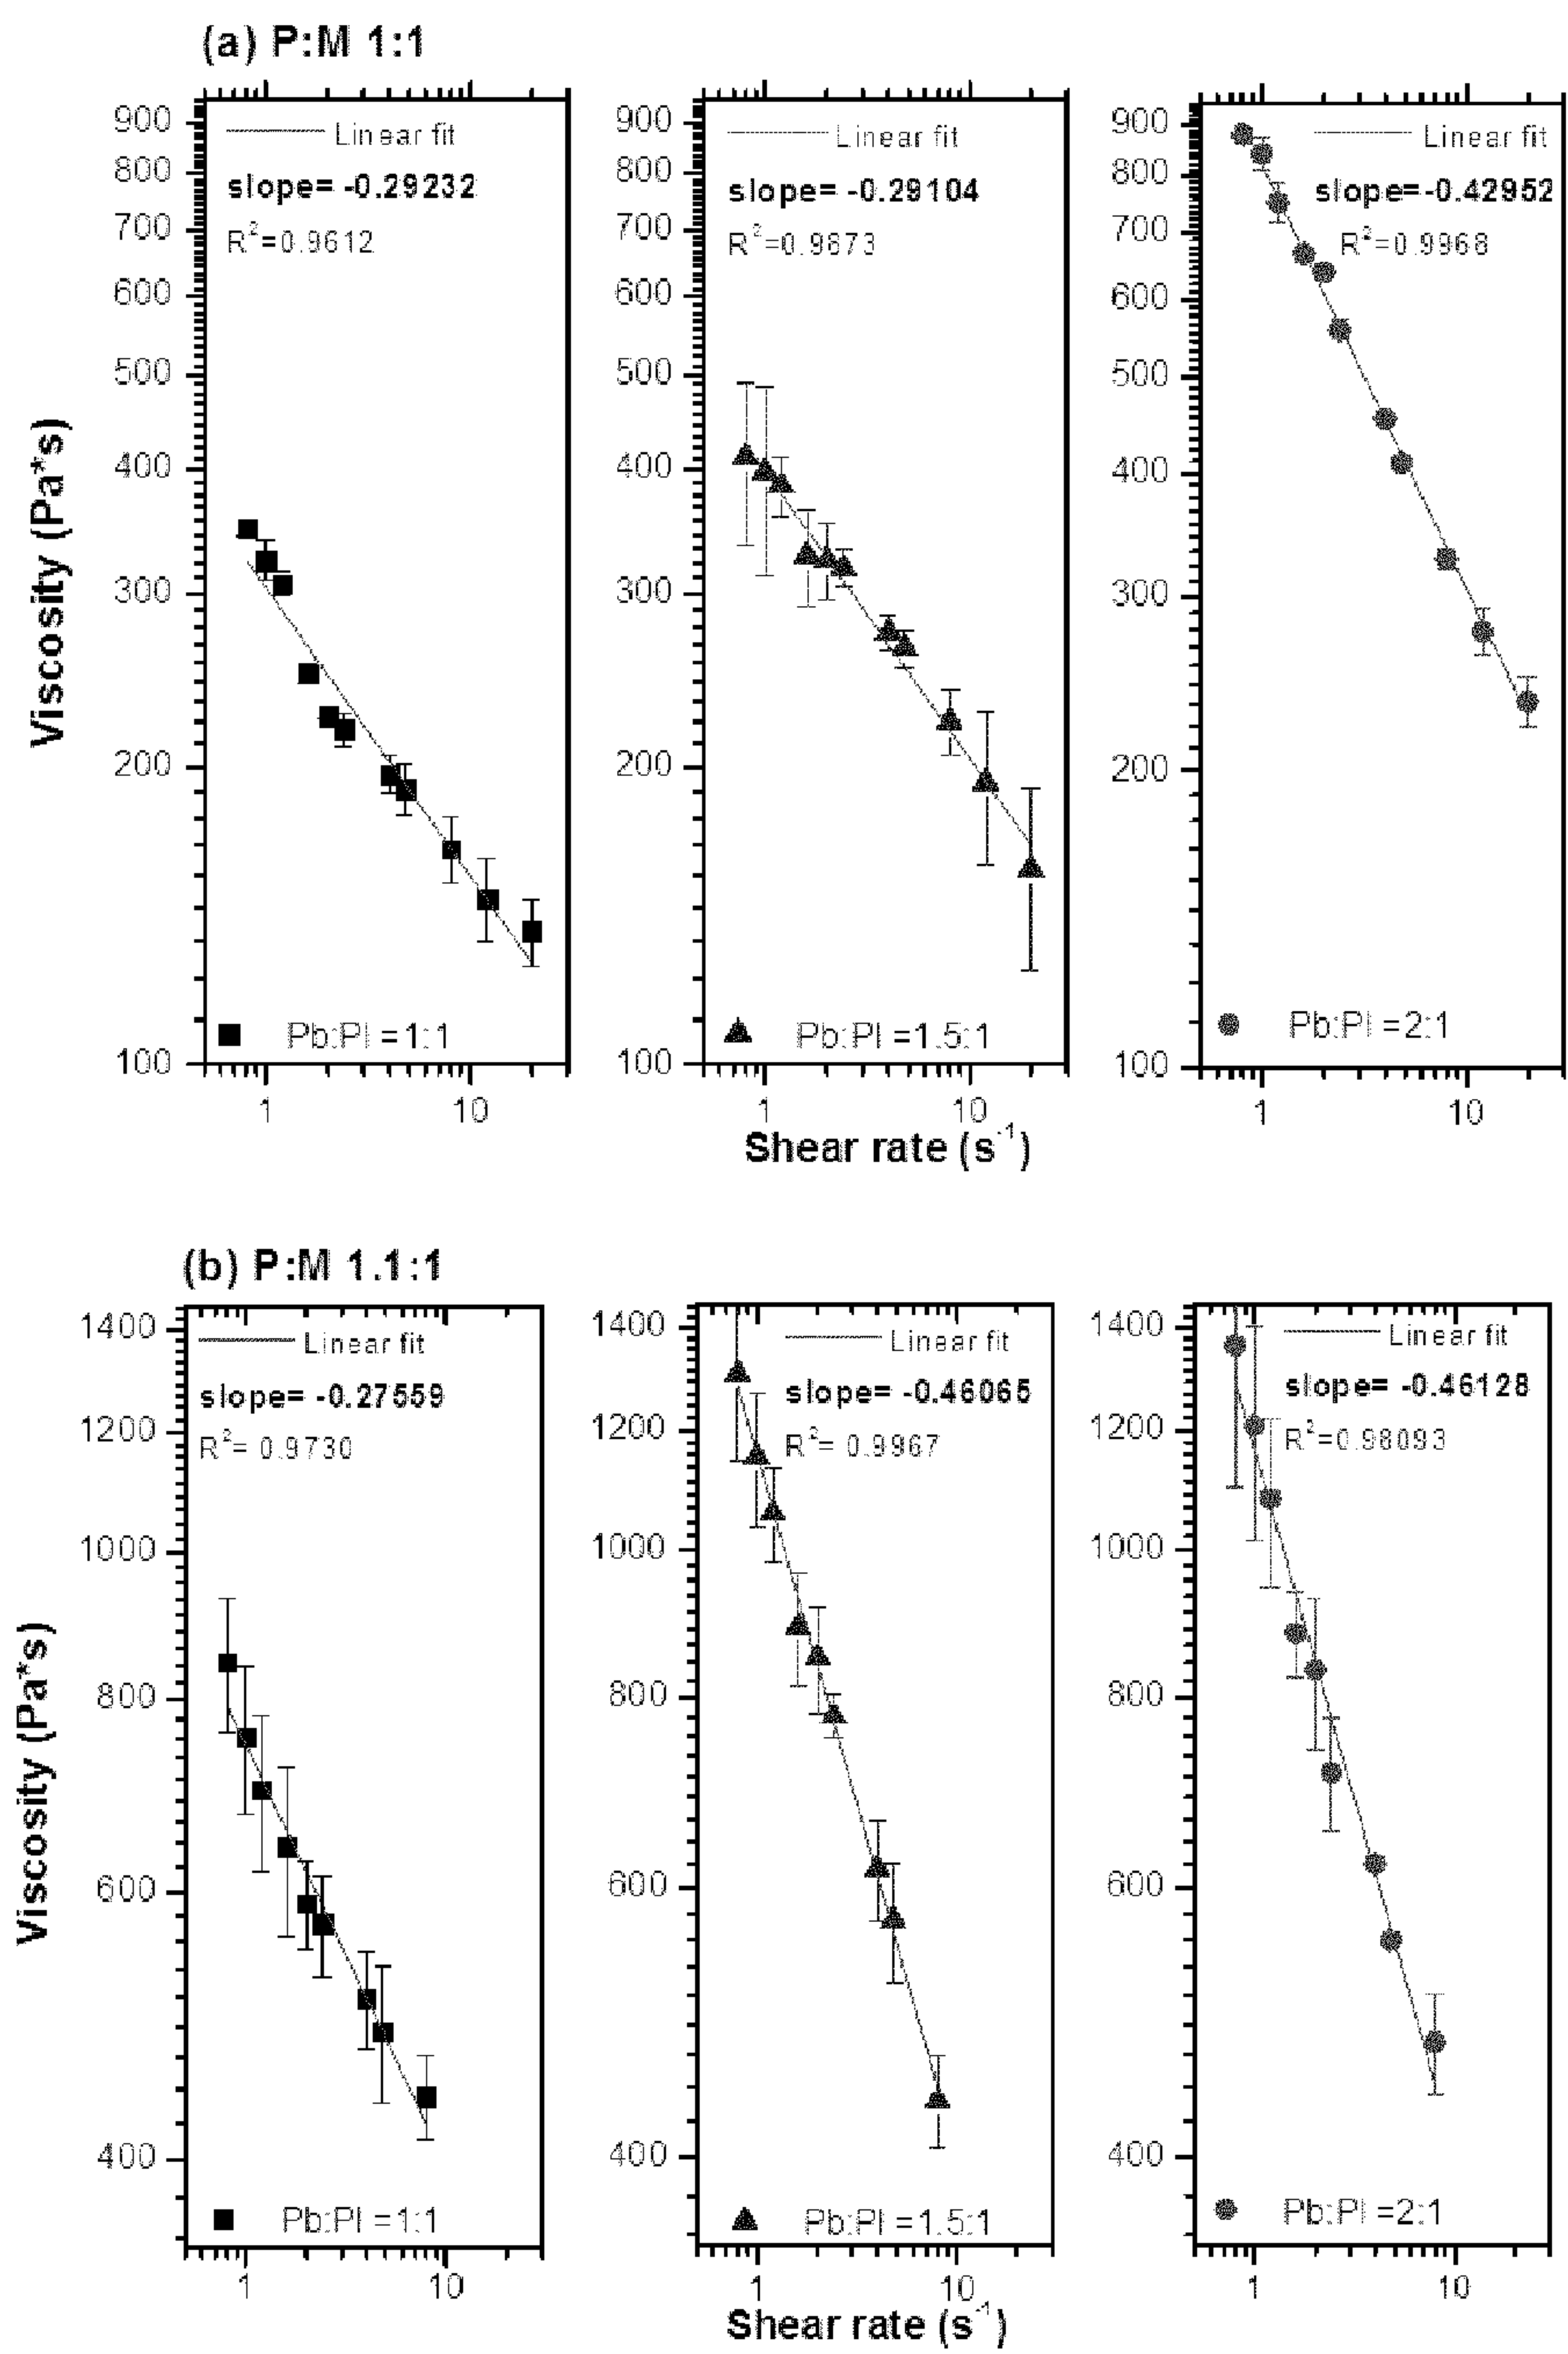 (a) P:M 1:1
900
800
700
600
500
400
300
200
100
Linear fit
slope= -0.29232
R²=0.9612
Pb:Pl =1:1
1
10
900
800
700
600
500
400
300
200
100
Linear fit
slope= -0.29104
R²=0.9873
Pb:Pl =1.5:1
1
10
900
800
700
600
500
400
300
200
100
Linear fit
slope=-0.42952
R²=0.9968
Pb:Pl =2:1
1
10
Viscosity (Pa*s)
Shear rate (s⁻¹)
(b) P:M 1.1:1
1400
1200
1000
800
600
400
Linear fit
slope= -0.27559
R²= 0.9730
Pb:Pl =1:1
1
10
1400
1200
1000
800
600
400
Linear fit
slope= -0.46065
R²= 0.9967
Pb:Pl =1.5:1
1
10
1400
1200
1000
800
600
400
Linear fit
slope= -0.46128
R²=0.98093
Pb:Pl =2:1
1
10
Viscosity (Pa*s)
Shear rate (s⁻¹)